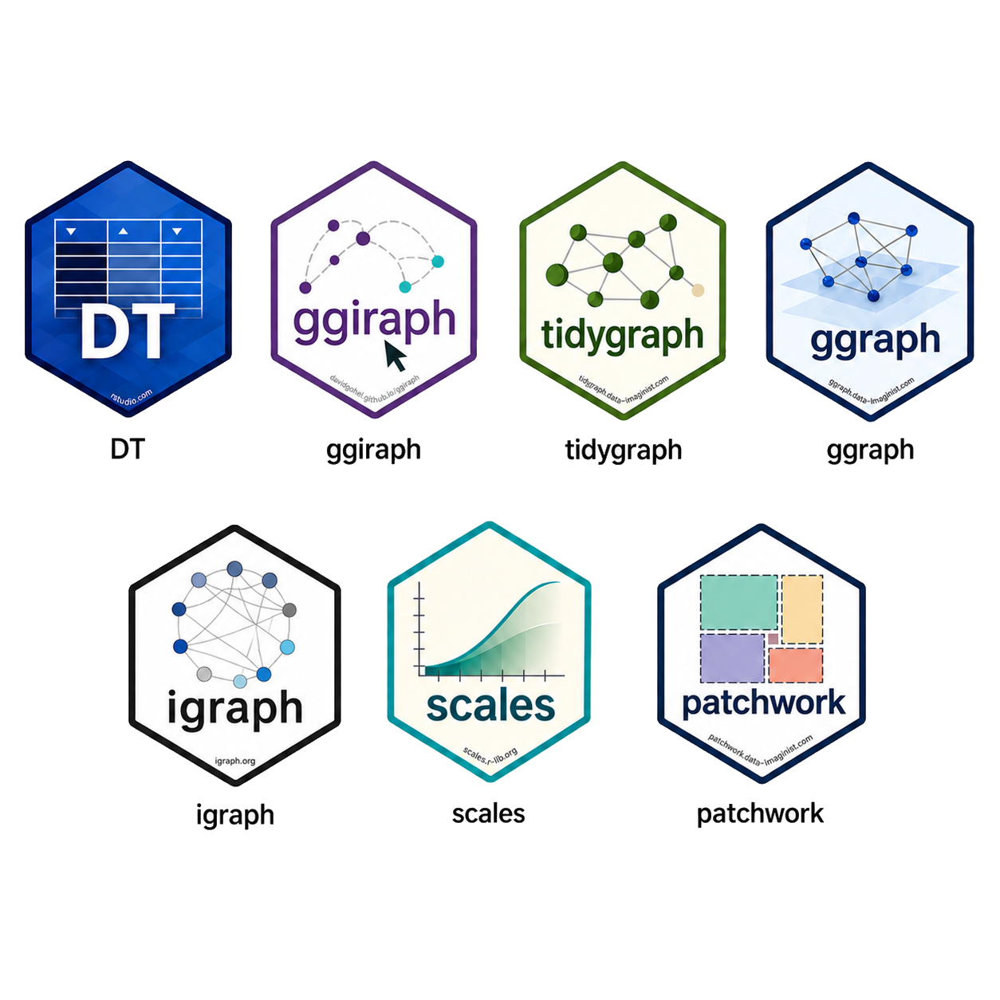 DT
rstudio.com
DT
ggiraph
davidgohel.github.io/ggiraph
ggiraph
tidygraph
tidygraph.data-imaginist.com
tidygraph
ggraph
ggraph.data-imaginist.com
ggraph
igraph
igraph.org
igraph
scales
scales.r-lib.org
scales
patchwork
patchwork.data-imaginist.com
patchwork